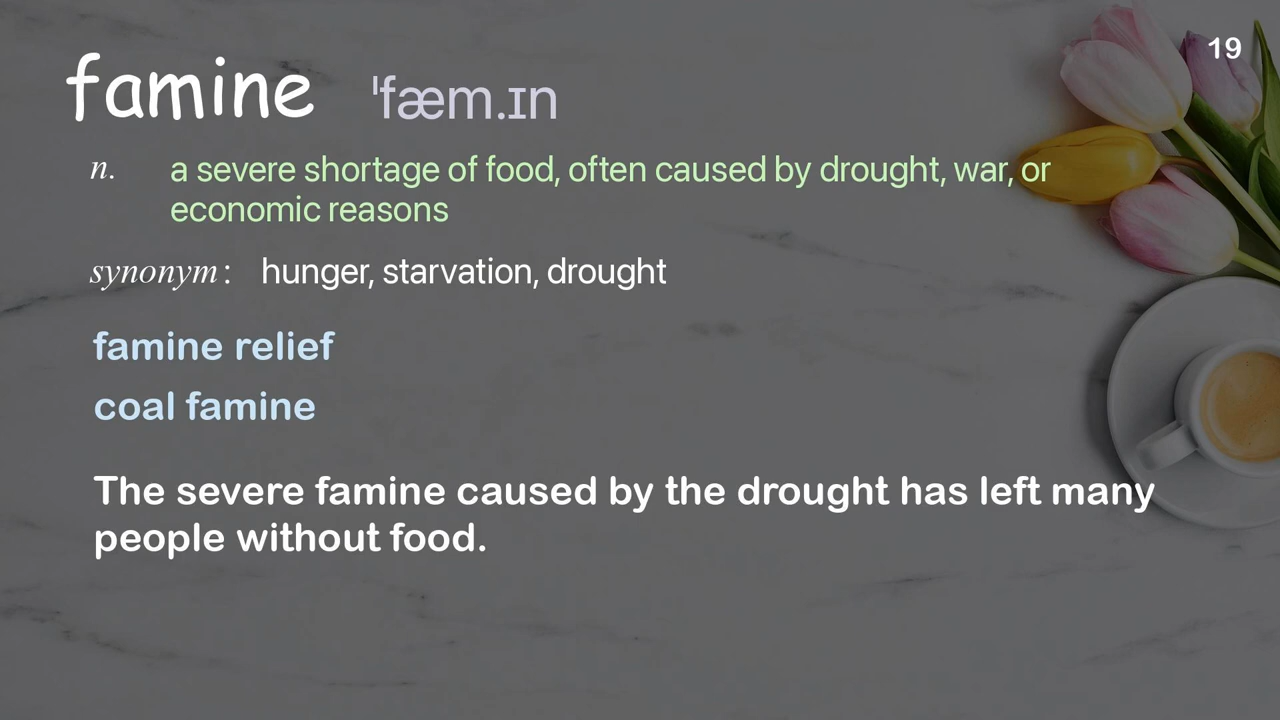 19
famine ˈfæm.ɪn
n. a severe shortage of food, often caused by drought, war, or
economic reasons
synonym: hunger, starvation, drought
famine relief
coal famine
The severe famine caused by the drought has left many
people without food.